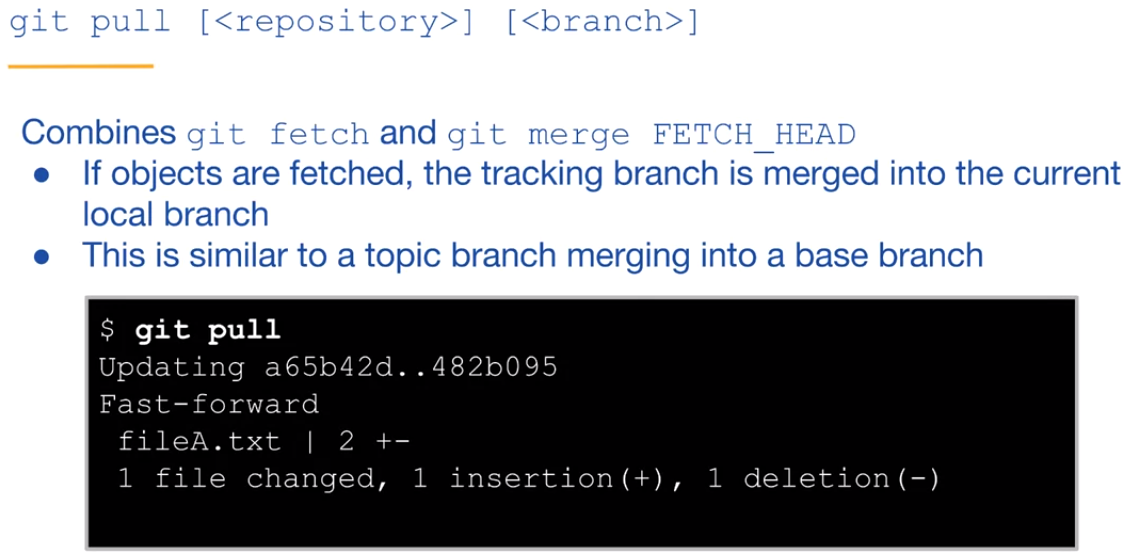 git pull [<repository>] [<branch>]
Combines git fetch and git merge FETCH_HEAD
● If objects are fetched, the tracking branch is merged into the current
local branch
● This is similar to a topic branch merging into a base branch
$ git pull
Updating a65b42d..482b095
Fast-forward
 fileA.txt | 2 +-
 1 file changed, 1 insertion(+), 1 deletion(-)